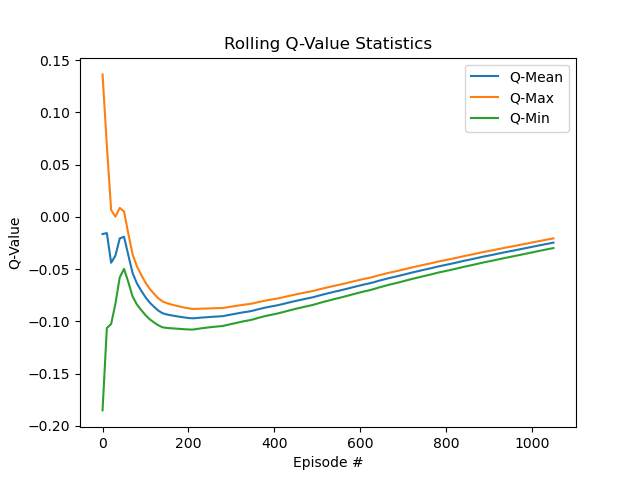 Rolling Q-Value Statistics
Q-Value
0.15
0.10
0.05
0.00
−0.05
−0.10
−0.15
−0.20
Q-Mean
Q-Max
Q-Min
0 200 400 600 800 1000
Episode #